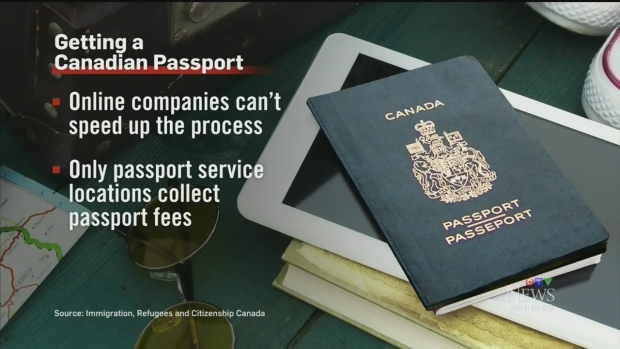 Getting a
Canadian Passport
Online companies can't
speed up the process
Only passport service
locations collect
passport fees
CANADA
PASSPORT
PASSEPORT
CTV
NEWS
WINNIPEG
Source: Immigration, Refugees and Citizenship Canada